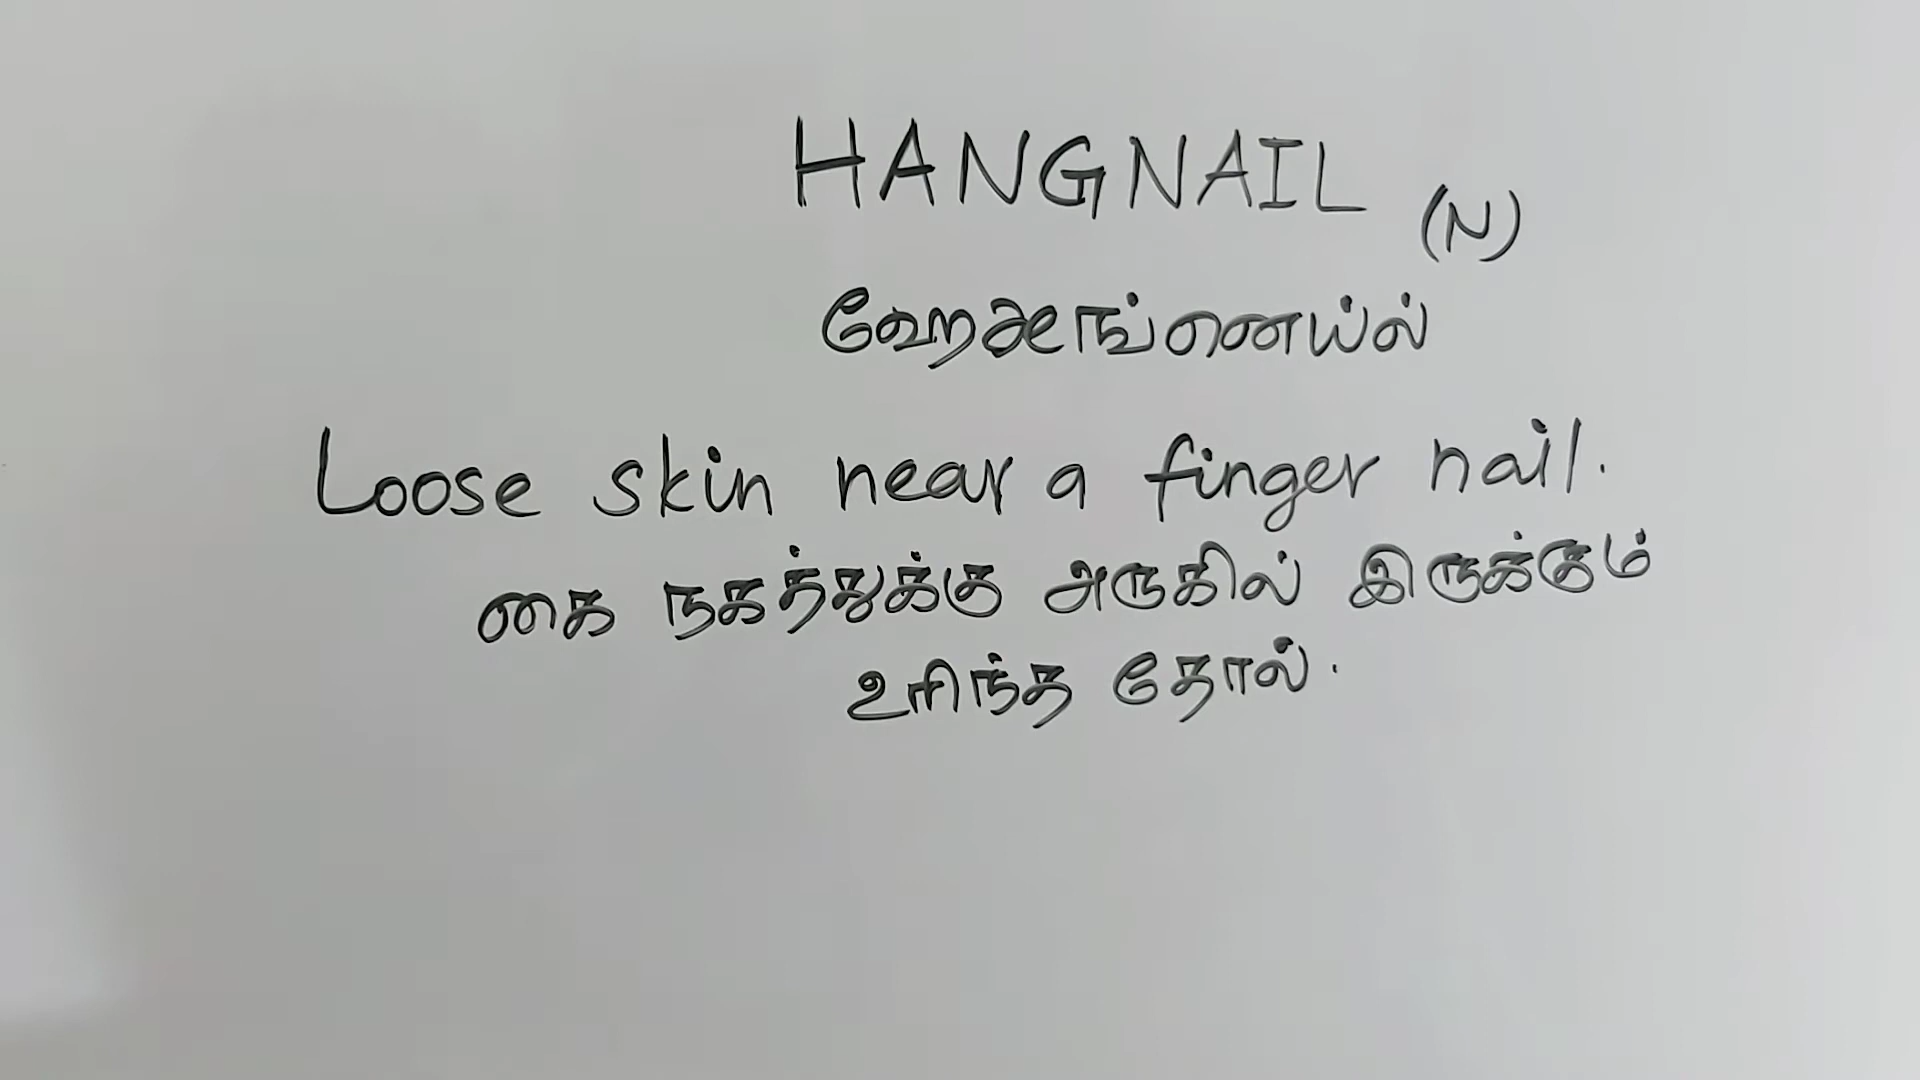 HANGNAIL (N)
ஹேங்னெய்ல்
Loose skin near a finger nail.
கை நகத்துக்கு அருகில் இருக்கும்
உரிந்த தோல்.